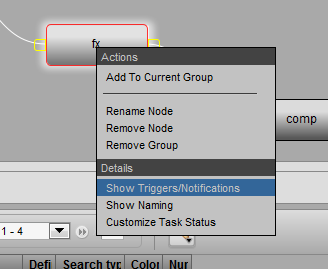 fx
Actions
Add To Current Group
Rename Node
Remove Node
Remove Group
comp
Details
Show Triggers/Notifications
Show Naming
Customize Task Status
1 - 4
Defi Search typ Color Nur